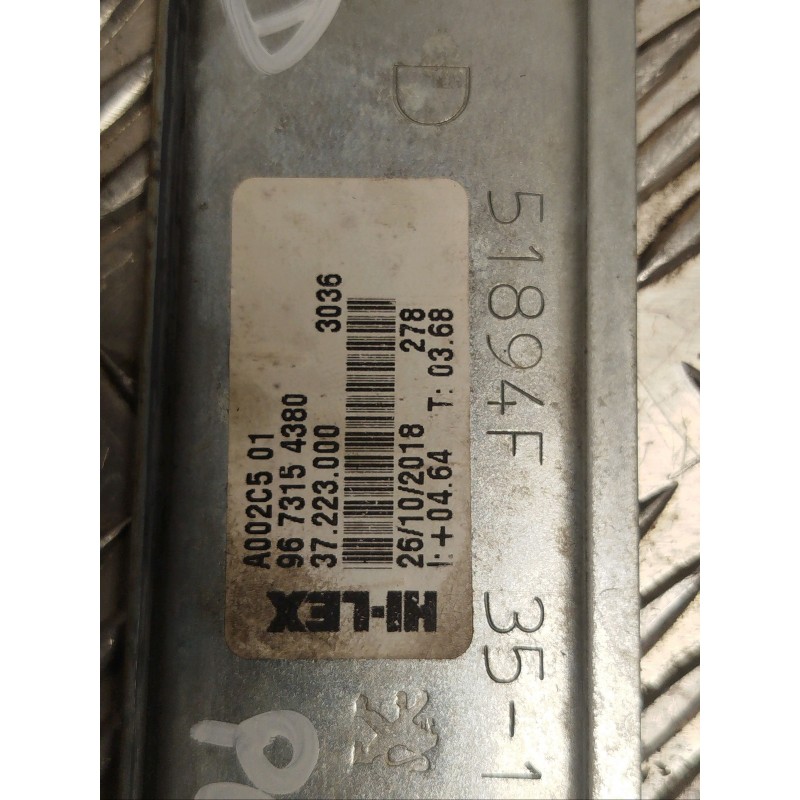 A002C5 01
96 7315 4380
37.223.000 3036
26/10/2018 278
I:+04.64 T: 03.68
HI-LEX
D
51894F 35-1